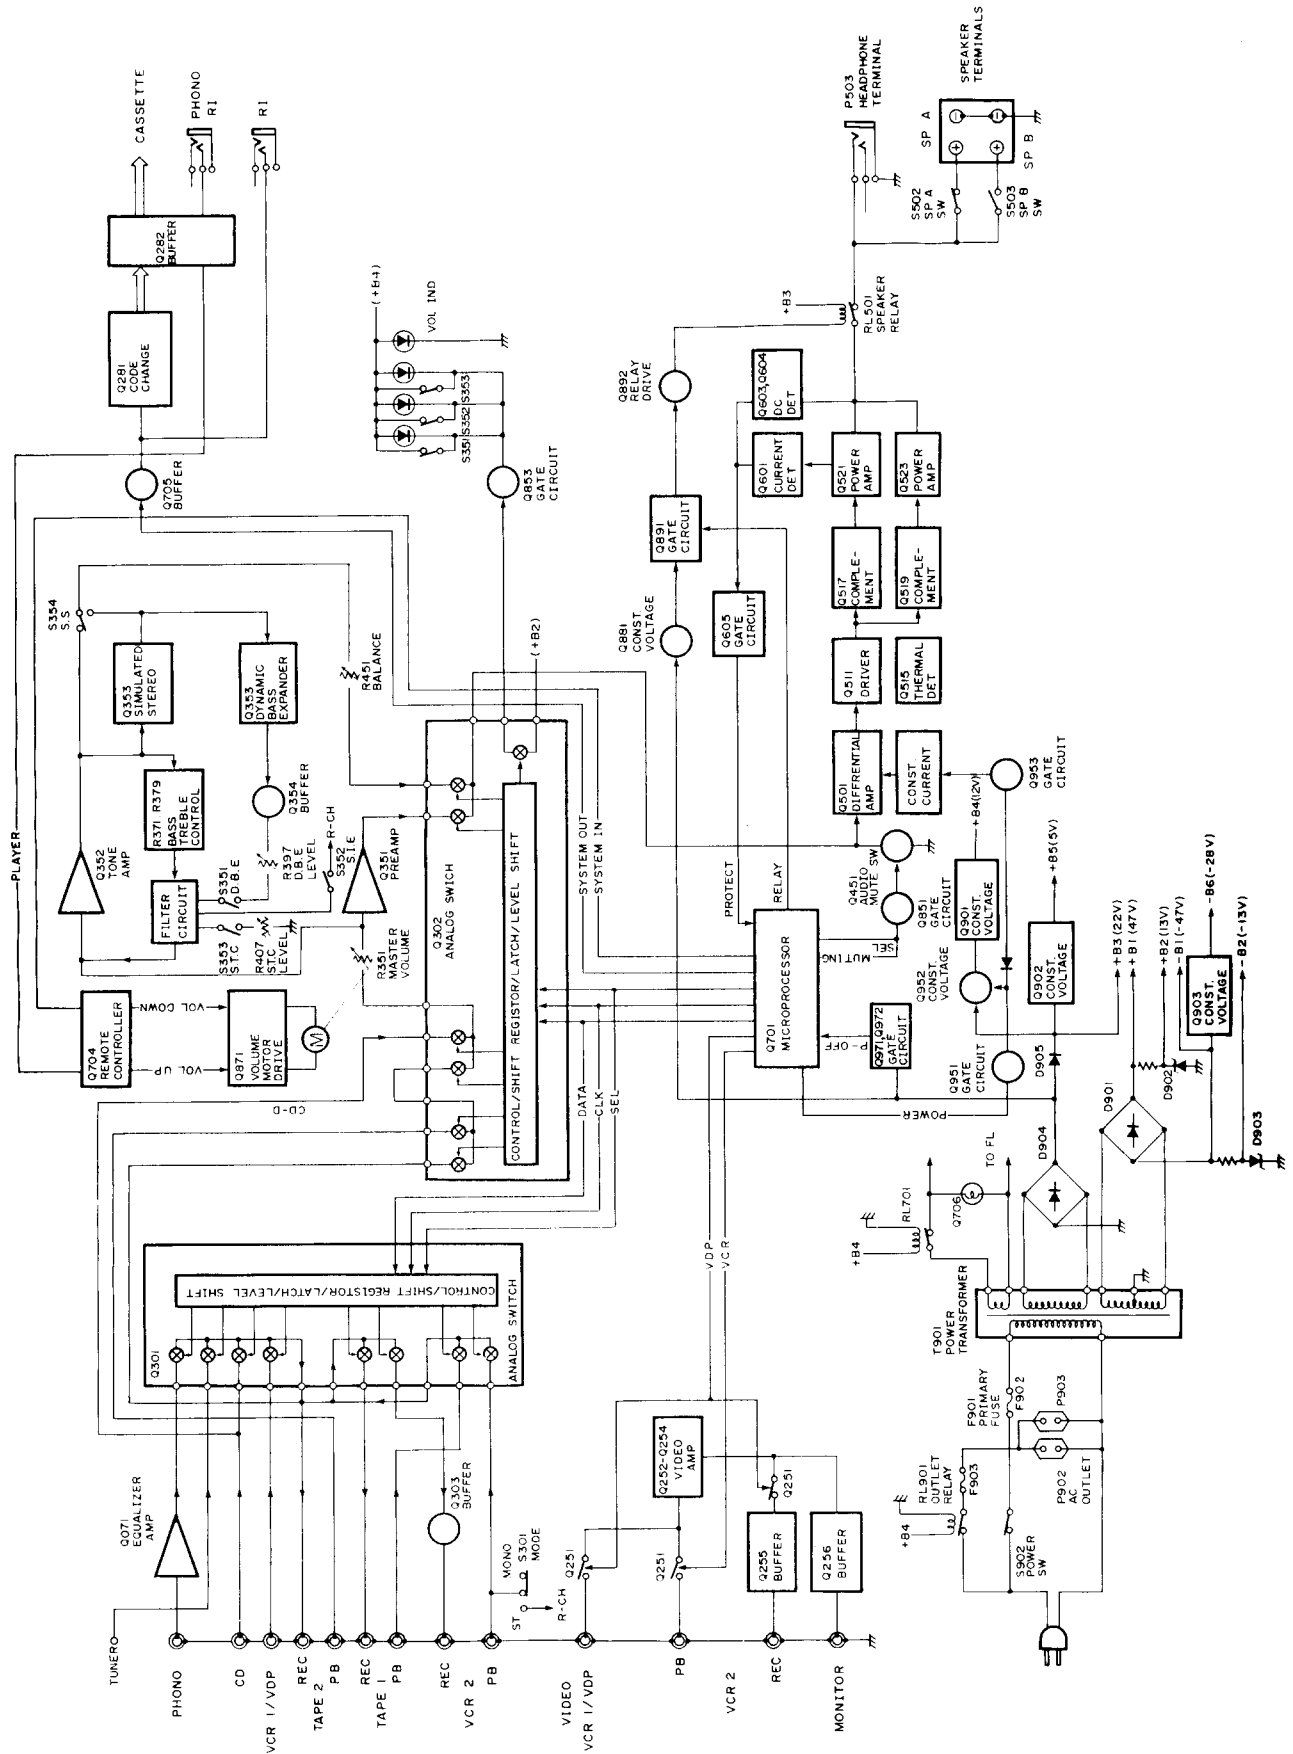 TUNER
PHONO
CD
VCR 1/VDP
REC
TAPE 2
PB
REC
TAPE 1
PB
REC
VCR 2
PB
VIDEO
VCR 1/VDP
PB
VCR 2
REC
MONITOR
Q071
EQUALIZER
AMP
Q303
BUFFER
MONO
ST
S301
MODE
R-CH
Q251
Q251
Q252-Q254
VIDEO
AMP
Q251
Q255
BUFFER
Q256
BUFFER
VDP
VCR
Q301
CONTROL/SHIFT REGISTOR/LATCH/LEVEL SHIFT
ANALOG SWITCH
DATA
CLK
SEL
CD-D
PLAYER
Q704
REMOTE
CONTROLLER
VOL DOWN
VOL UP
Q871
VOLUME
MOTOR
DRIVE
M
Q352
TONE
AMP
FILTER
CIRCUIT
R371 R379
BASS
TREBLE
CONTROL
Q353
SIMULATED
STEREO
Q353
DYNAMIC
BASS
EXPANDER
Q354
BUFFER
S351
D.B.E
R397
D.B.E
LEVEL
S353
S.T.C
R407
S.T.C
LEVEL
S352
S.I.E
R-CH
S354
S.S
Q351
PREAMP
R351
MASTER
VOLUME
R451
BALANCE
Q302
ANALOG SWICH
CONTROL/SHIFT REGISTOR/LATCH/LEVEL SHIFT
(+B2)
SYSTEM OUT
SYSTEM IN
Q705
BUFFER
Q281
CODE
CHANGE
Q282
BUFFER
CASSETTE
PHONO
RI
RI
(+B4)
VOL IND
S351
S352
S353
Q853
GATE
CIRCUIT
Q701
MICROPROCESSOR
PROTECT
RELAY
MUTING
SEL
POWER
P-OFF
Q971,Q972
GATE
CIRCUIT
Q881
CONST.
VOLTAGE
Q891
GATE
CIRCUIT
Q892
RELAY
DRIVE
Q605
GATE
CIRCUIT
Q601
CURRENT
DET
Q603,Q604
DC
DET
+B3
RL501
SPEAKER
RELAY
Q451
AUDIO
MUTE SW
Q851
GATE
CIRCUIT
Q501
DIFFRENTIAL
AMP
CONST.
CURRENT
Q511
DRIVER
Q515
THERMAL
DET
Q517
COMPLE-
MENT
Q519
COMPLE-
MENT
Q521
POWER
AMP
Q523
POWER
AMP
P503
HEADPHONE
TERMINAL
S502
SP A
SW
S503
SP B
SW
SP A
SP B
SPEAKER
TERMINALS
Q953
GATE
CIRCUIT
Q901
CONST.
VOLTAGE
+B4(12V)
Q952
CONST.
VOLTAGE
Q902
CONST.
VOLTAGE
+B5(5V)
Q951
GATE
CIRCUIT
D905
D904
+B3(22V)
+B1(47V)
+B2(13V)
-B1(-47V)
Q903
CONST.
VOLTAGE
-B6(-28V)
-B2(-13V)
D901
D902
D903
TO FL
RL701
+B4
Q706
T901
POWER
TRANSFORMER
F901
PRIMARY
FUSE
F902
P903
RL901
OUTLET
RELAY
F903
P902
AC
OUTLET
+B4
S902
POWER
SW